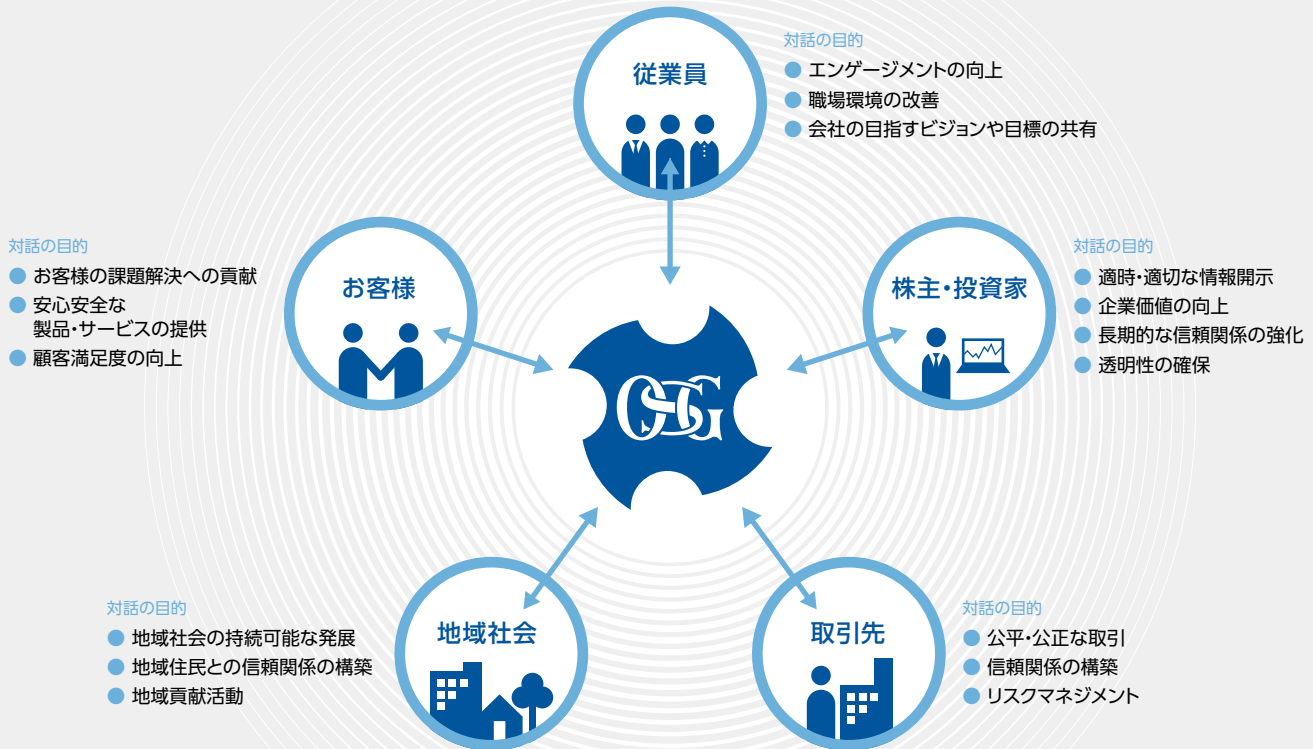 従業員
対話の目的
エンゲージメントの向上
職場環境の改善
会社の目指すビジョンや目標の共有
対話の目的
お客様の課題解決への貢献
安心安全な
製品・サービスの提供
顧客満足度の向上
お客様
株主・投資家
対話の目的
適時・適切な情報開示
企業価値の向上
長期的な信頼関係の強化
透明性の確保
OSG
対話の目的
地域社会の持続可能な発展
地域住民との信頼関係の構築
地域貢献活動
地域社会
取引先
対話の目的
公平・公正な取引
信頼関係の構築
リスクマネジメント